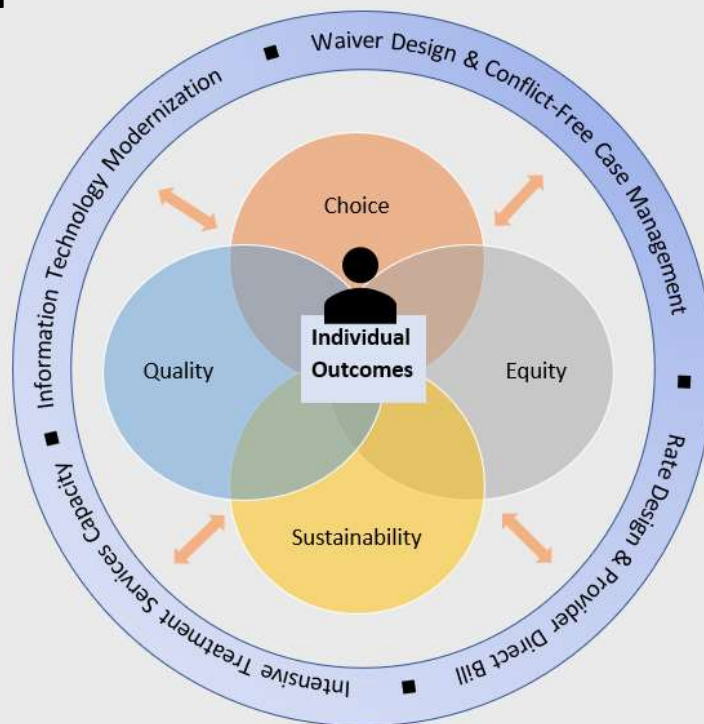 Waiver Design & Conflict-Free Case Management
Rate Design & Provider Direct Bill
Intensive Treatment Services Capacity
Information Technology Modernization
Choice
Quality
Individual
Outcomes
Equity
Sustainability